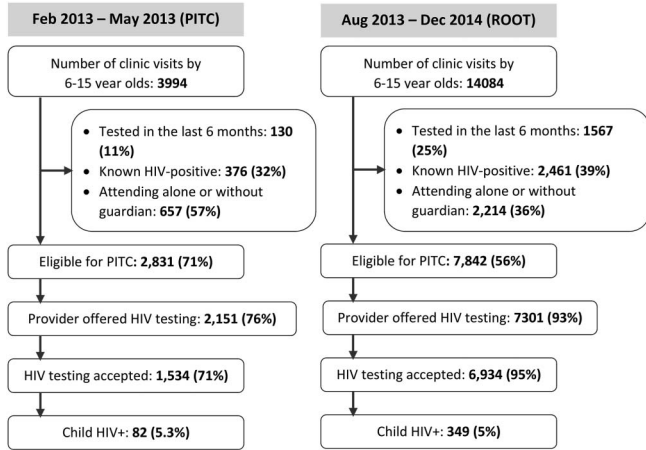 Feb 2013 – May 2013 (PITC)
Number of clinic visits by
6-15 year olds: 3994
• Tested in the last 6 months: 130
(11%)
• Known HIV-positive: 376 (32%)
• Attending alone or without
guardian: 657 (57%)
Eligible for PITC: 2,831 (71%)
Provider offered HIV testing: 2,151 (76%)
HIV testing accepted: 1,534 (71%)
Child HIV+: 82 (5.3%)
Aug 2013 – Dec 2014 (ROOT)
Number of clinic visits by
6-15 year olds: 14084
• Tested in the last 6 months: 1567
(25%)
• Known HIV-positive: 2,461 (39%)
• Attending alone or without
guardian: 2,214 (36%)
Eligible for PITC: 7,842 (56%)
Provider offered HIV testing: 7301 (93%)
HIV testing accepted: 6,934 (95%)
Child HIV+: 349 (5%)